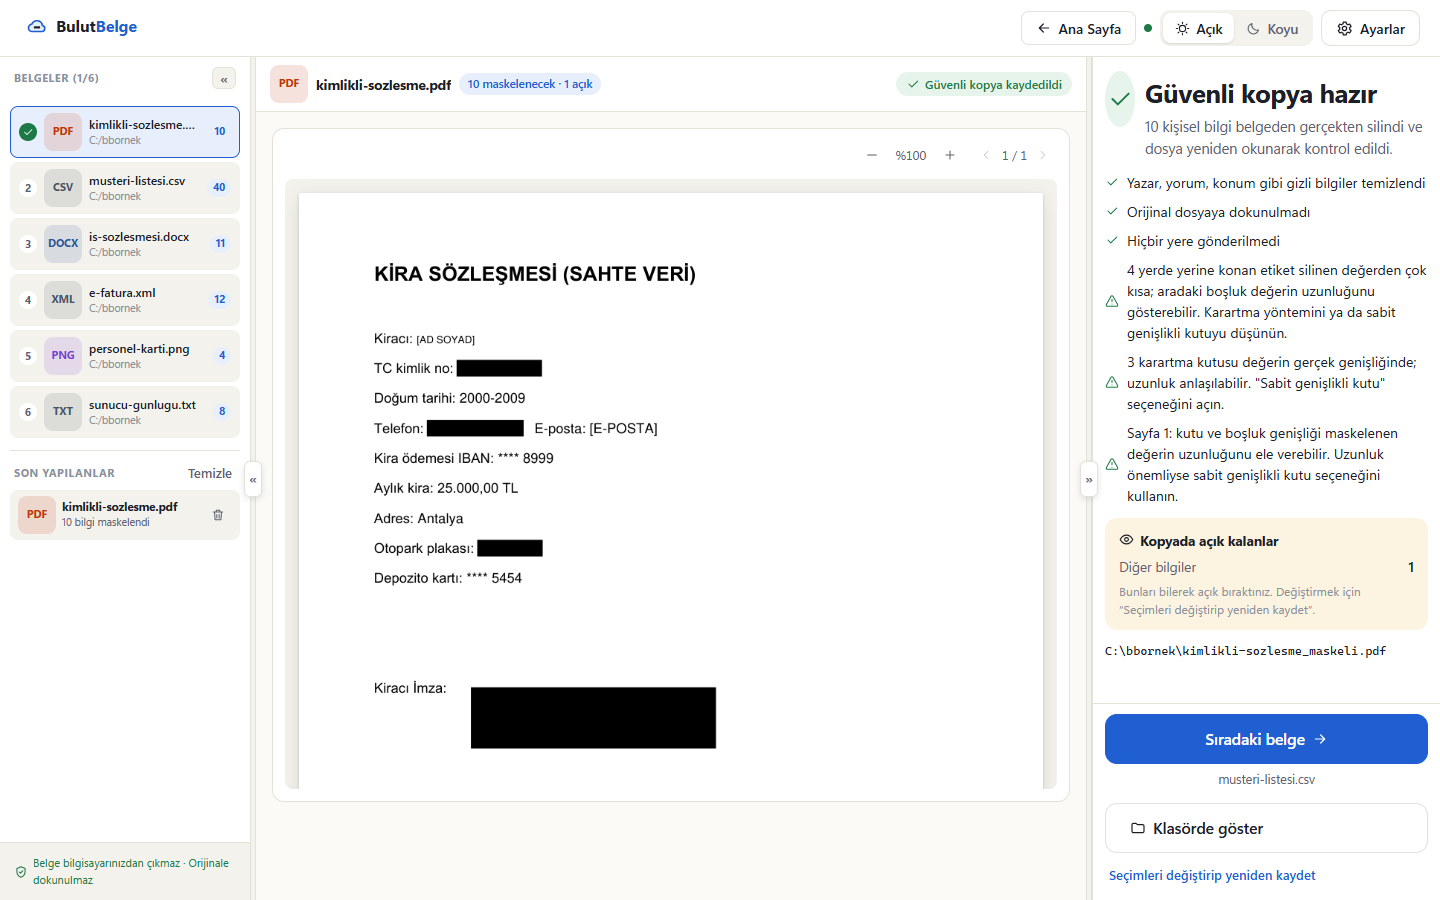 BulutBelge
Ana Sayfa
Açık
Koyu
Ayarlar
BELGELER (1/6)
«
PDF
kimlikli-sozlesme....
C:/bbornek
10
2
CSV
musteri-listesi.csv
C:/bbornek
40
3
DOCX
is-sozlesmesi.docx
C:/bbornek
11
4
XML
e-fatura.xml
C:/bbornek
12
5
PNG
personel-karti.png
C:/bbornek
4
6
TXT
sunucu-gunlugu.txt
C:/bbornek
8
SON YAPILANLAR
Temizle
PDF
kimlikli-sozlesme.pdf
10 bilgi maskelendi
Belge bilgisayarınızdan çıkmaz · Orijinale
dokunulmaz
«
PDF
kimlikli-sozlesme.pdf
10 maskelenecek · 1 açık
Güvenli kopya kaydedildi
%100
1 / 1
KİRA SÖZLEŞMESİ (SAHTE VERİ)
Kiracı: [AD SOYAD]
TC kimlik no:
Doğum tarihi: 2000-2009
Telefon: E-posta: [E-POSTA]
Kira ödemesi IBAN: **** 8999
Aylık kira: 25.000,00 TL
Adres: Antalya
Otopark plakası:
Depozito kartı: **** 5454
Kiracı İmza:
»
Güvenli kopya hazır
10 kişisel bilgi belgeden gerçekten silindi ve
dosya yeniden okunarak kontrol edildi.
Yazar, yorum, konum gibi gizli bilgiler temizlendi
Orijinal dosyaya dokunulmadı
Hiçbir yere gönderilmedi
4 yerde yerine konan etiket silinen değerden çok
kısa; aradaki boşluk değerin uzunluğunu
gösterebilir. Karartma yöntemini ya da sabit
genişlikli kutuyu düşünün.
3 karartma kutusu değerin gerçek genişliğinde;
uzunluk anlaşılabilir. "Sabit genişlikli kutu"
seçeneğini açın.
Sayfa 1: kutu ve boşluk genişliği maskelenen
değerin uzunluğunu ele verebilir. Uzunluk
önemliyse sabit genişlikli kutu seçeneğini
kullanın.
Kopyada açık kalanlar
Diğer bilgiler 1
Bunları bilerek açık bıraktınız. Değiştirmek için
"Seçimleri değiştirip yeniden kaydet".
C:\bbornek\kimlikli-sozlesme_maskeli.pdf
Sıradaki belge →
musteri-listesi.csv
Klasörde göster
Seçimleri değiştirip yeniden kaydet